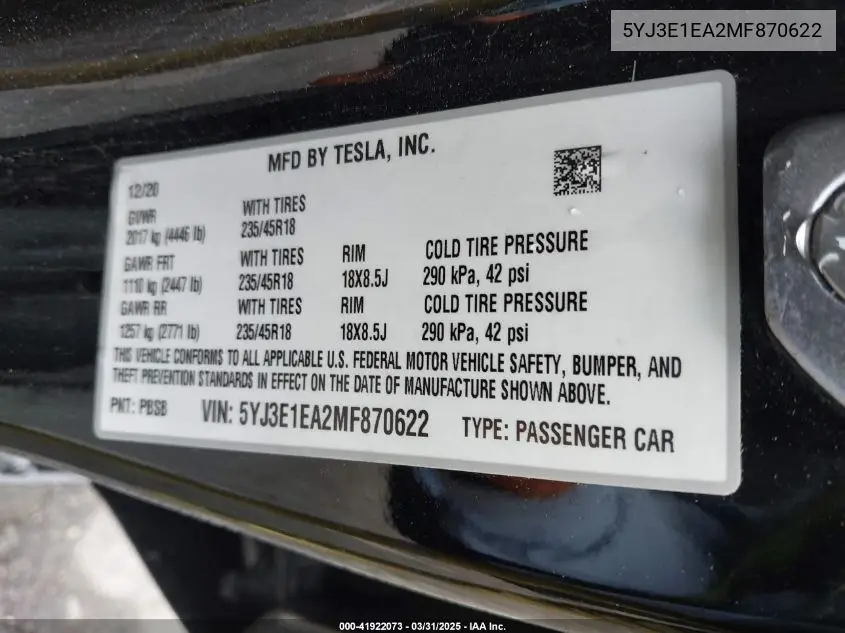 5YJ3E1EA2MF870622
MFD BY TESLA, INC.
12/20
GVWR
2017 kg (4446 lb)
WITH TIRES
235/45R18
GAWR FRT
1110 kg (2447 lb)
WITH TIRES
235/45R18
RIM
18X8.5J
COLD TIRE PRESSURE
290 kPa, 42 psi
GAWR RR
1257 kg (2771 lb)
WITH TIRES
235/45R18
RIM
18X8.5J
COLD TIRE PRESSURE
290 kPa, 42 psi
THIS VEHICLE CONFORMS TO ALL APPLICABLE U.S. FEDERAL MOTOR VEHICLE SAFETY, BUMPER, AND
THEFT PREVENTION STANDARDS IN EFFECT ON THE DATE OF MANUFACTURE SHOWN ABOVE.
PNT: PBSB VIN: 5YJ3E1EA2MF870622 TYPE: PASSENGER CAR
000-41922073 - 03/31/2025 - IAA Inc.